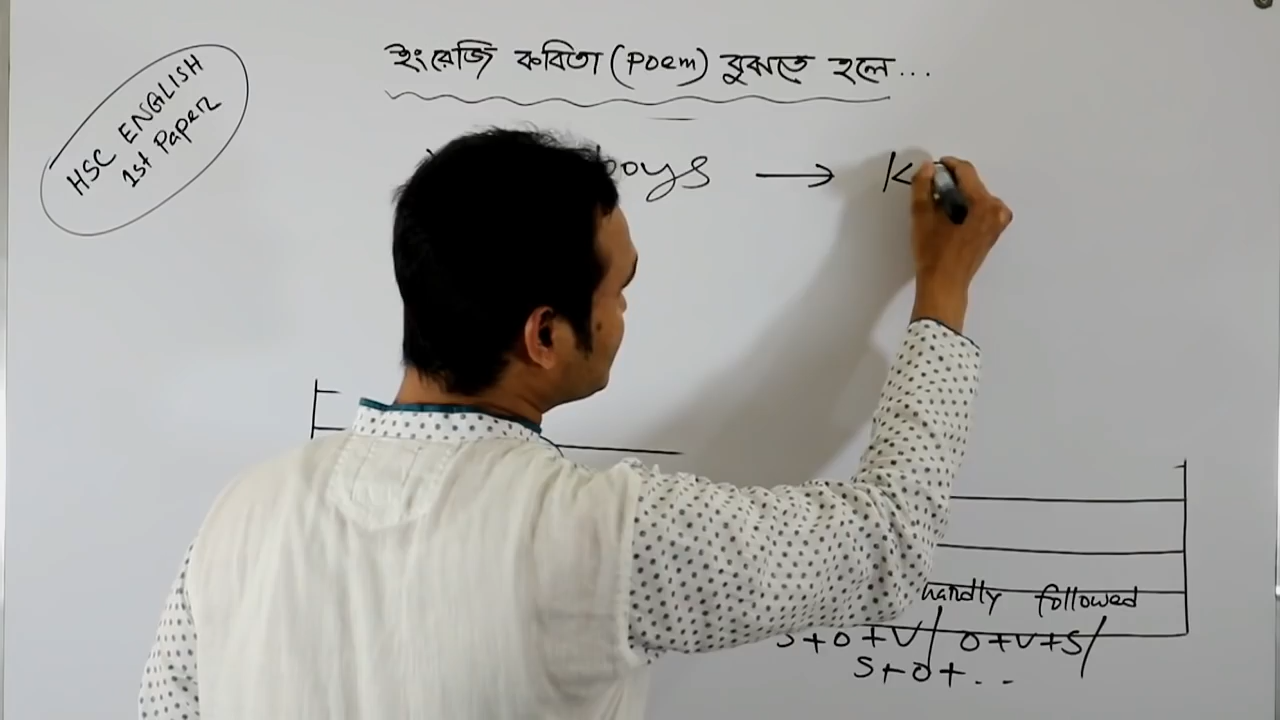 ইংরেজি কবিতা (Poem) বুঝতে হলে...
HSC ENGLISH
1st Paper
boys → K
hardly followed
S+O+V/ O+V+S/
S+O+..